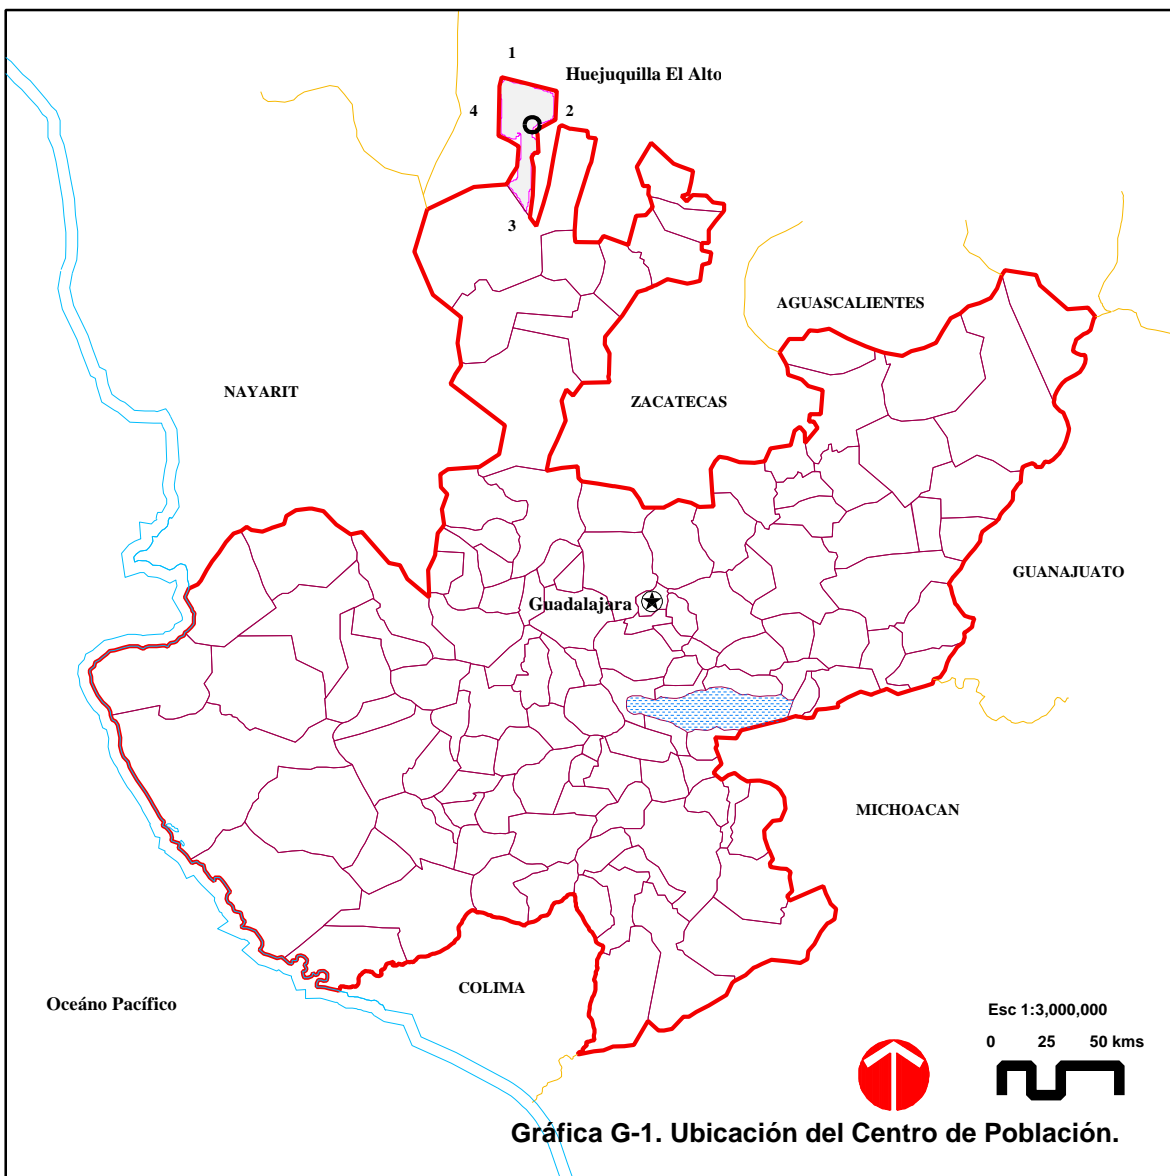 1
Huejuquilla El Alto
4
2
3
AGUASCALIENTES
NAYARIT
ZACATECAS
GUANAJUATO
Guadalajara
MICHOACAN
COLIMA
Oceáno Pacífico
Esc 1:3,000,000
0 25 50 kms
Gráfica G-1. Ubicación del Centro de Población.